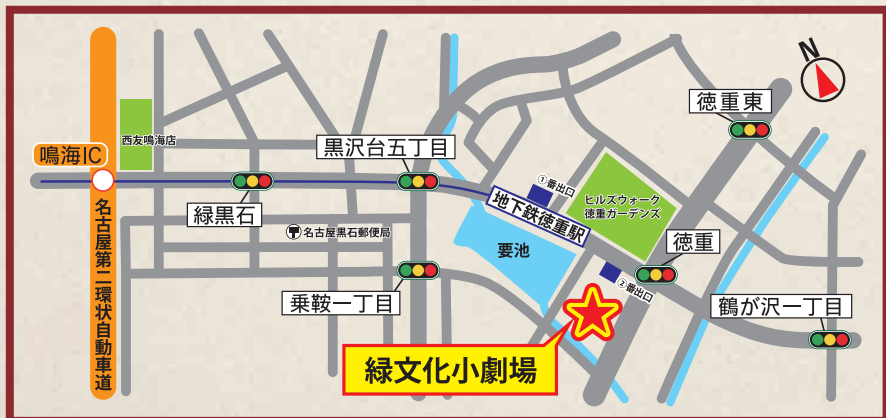 N
徳重東
西友鳴海店
黒沢台五丁目
鳴海IC
①番出口
ヒルズウォーク
徳重ガーデンズ
地下鉄徳重駅
緑黒石
名古屋黒石郵便局
徳重
要池
②番出口
乗鞍一丁目
鶴が沢一丁目
名古屋第二環状自動車道
緑文化小劇場